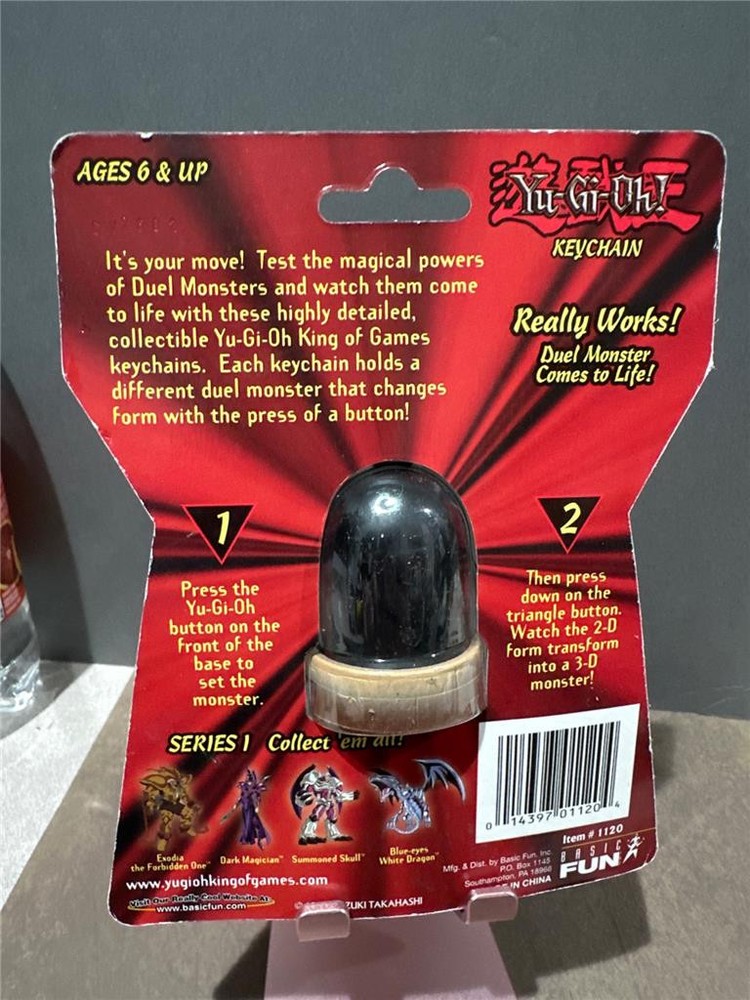 AGES 6 & UP
Yu-Gi-Oh!
KEYCHAIN
It's your move! Test the magical powers
of Duel Monsters and watch them come
to life with these highly detailed,
collectible Yu-Gi-Oh King of Games
keychains. Each keychain holds a
different duel monster that changes
form with the press of a button!
Really Works!
Duel Monster
Comes to Life!
1
Press the
Yu-Gi-Oh
button on the
front of the
base to
set the
monster.
2
Then press
down on the
triangle button.
Watch the 2-D
form transform
into a 3-D
monster!
SERIES 1 Collect 'em all!
Exodia
the Forbidden One™
Dark Magician™
Summoned Skull™
Blue-eyes
White Dragon™
www.yugiohkingofgames.com
Visit Our Really Cool Website At:
www.basicfun.com
0 14397 01120 4
Item # 1120
BASIC
FUN
Mfg. & Dist. by Basic Fun, Inc.
P.O. Box 1145
Southampton, PA 18966
IN CHINA
TAKAHASHI